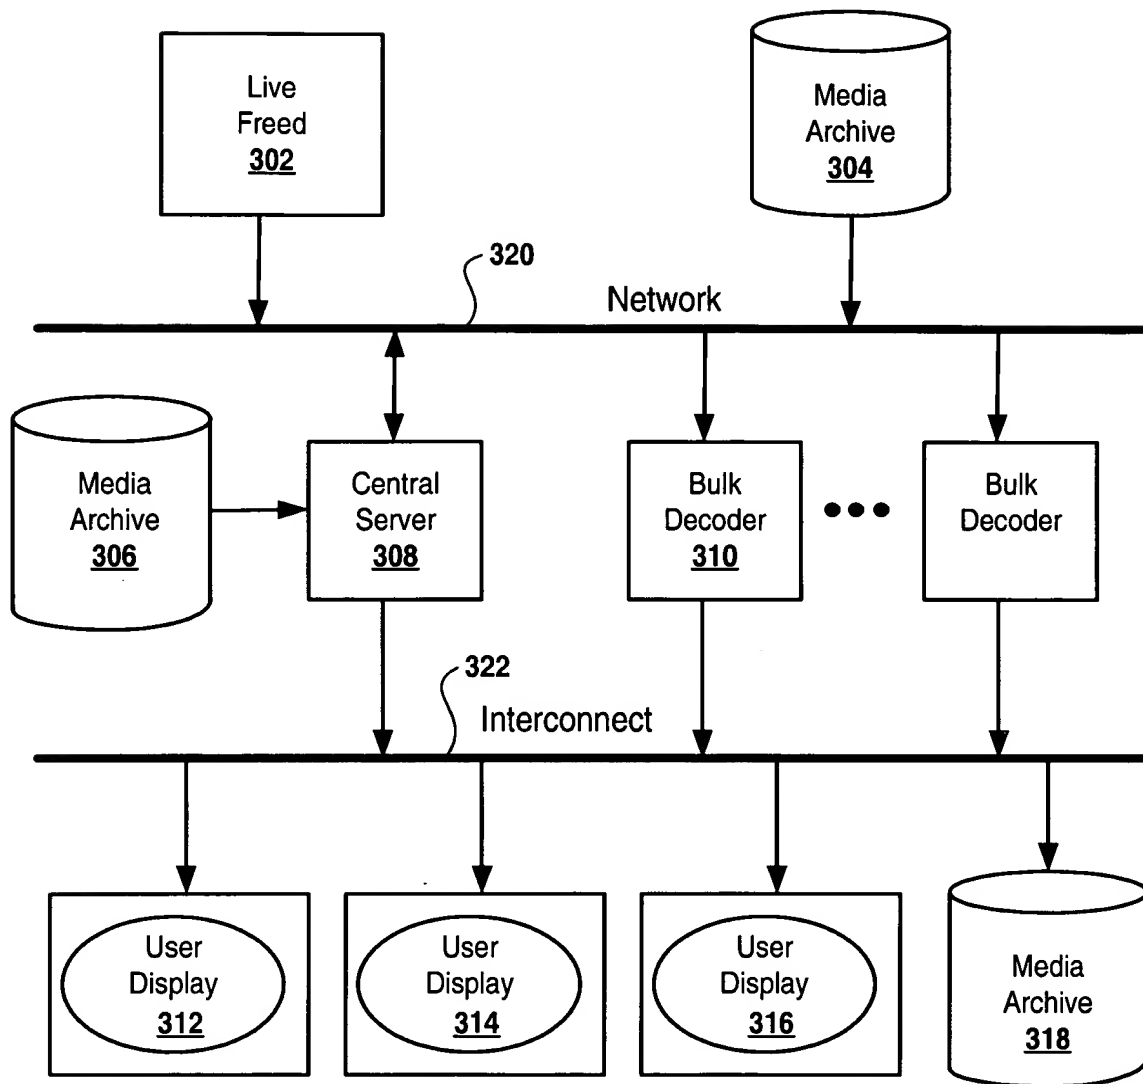 Live
Freed
302
Media
Archive
304
320
Network
Media
Archive
306
Central
Server
308
Bulk
Decoder
310
Bulk
Decoder
322
Interconnect
User
Display
312
User
Display
314
User
Display
316
Media
Archive
318